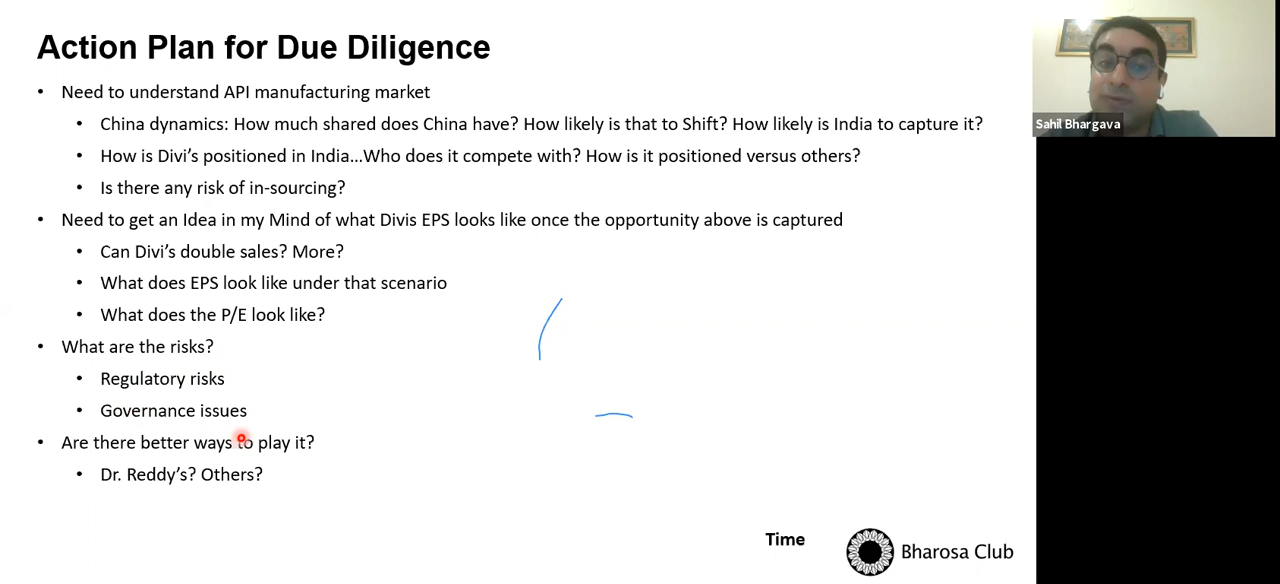 Action Plan for Due Diligence
• Need to understand API manufacturing market
• China dynamics: How much shared does China have? How likely is that to Shift? How likely is India to capture it?
• How is Divi's positioned in India...Who does it compete with? How is it positioned versus others?
• Is there any risk of in-sourcing?
• Need to get an Idea in my Mind of what Divis EPS looks like once the opportunity above is captured
• Can Divi's double sales? More?
• What does EPS look like under that scenario
• What does the P/E look like?
• What are the risks?
• Regulatory risks
• Governance issues
• Are there better ways to play it?
• Dr. Reddy's? Others?
Time
Bharosa Club
Sahil Bhargava